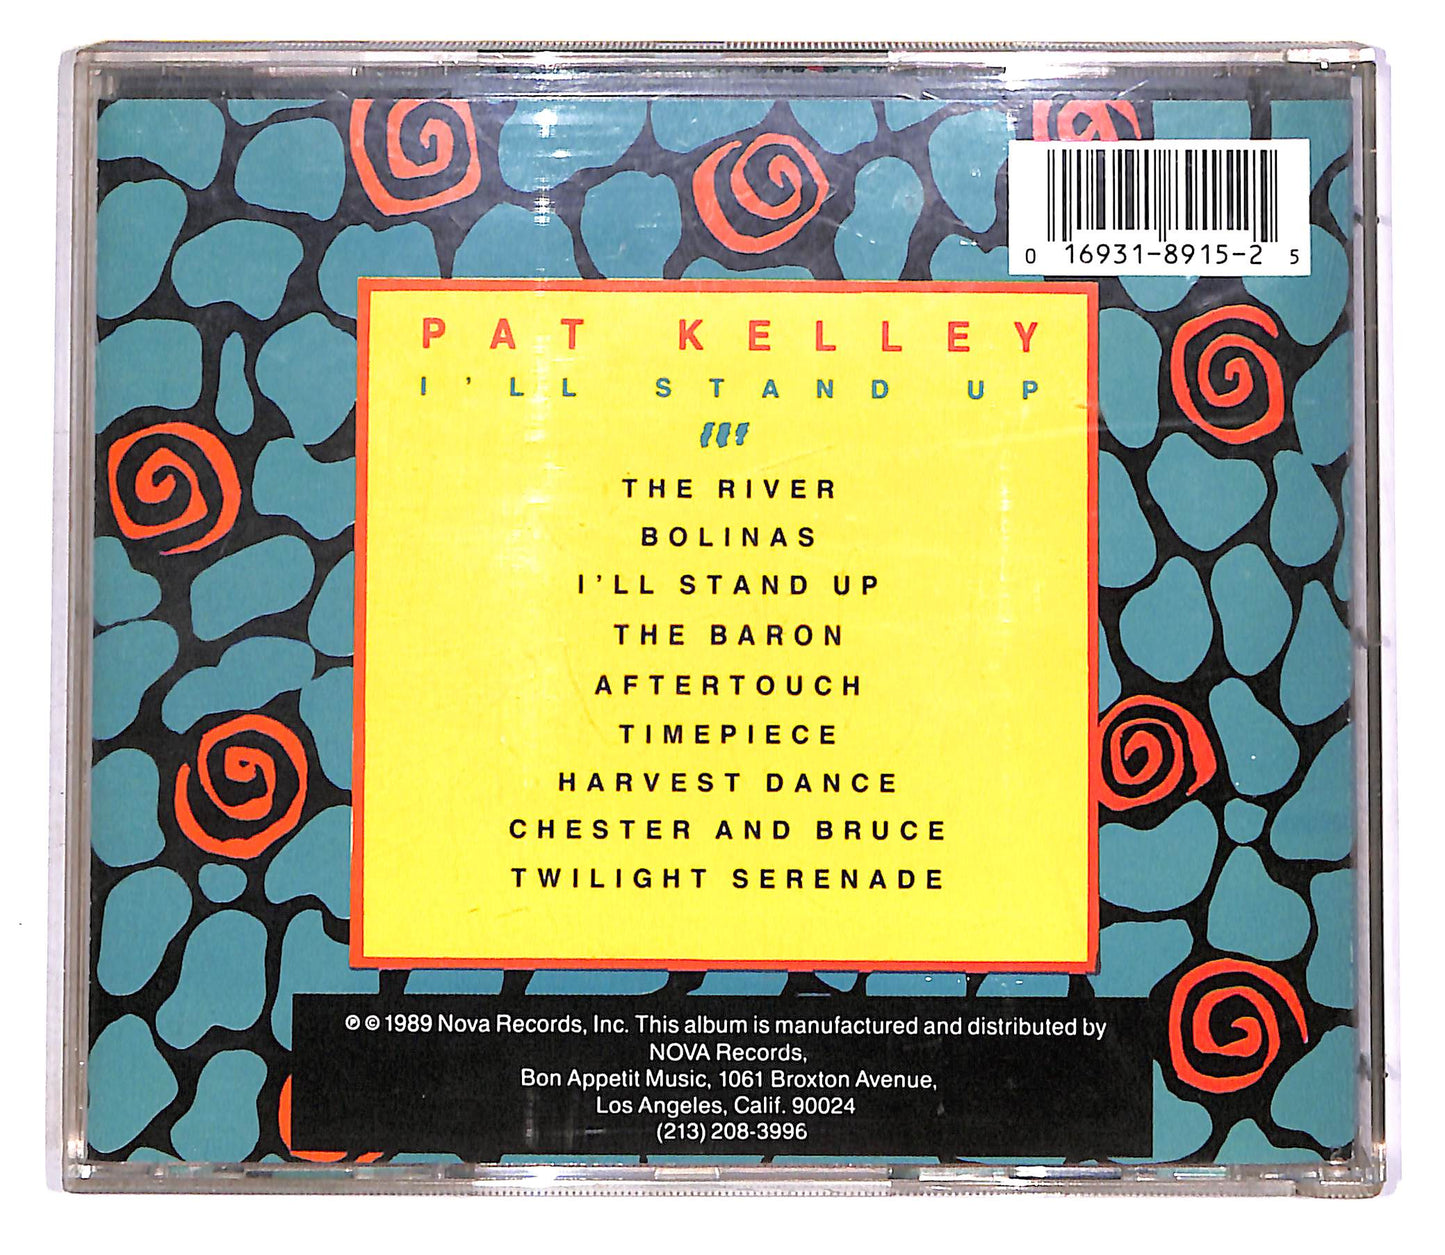 0 16931-8915-2 5
PAT KELLEY
I'LL STAND UP
THE RIVER
BOLINAS
I'LL STAND UP
THE BARON
AFTERTOUCH
TIMEPIECE
HARVEST DANCE
CHESTER AND BRUCE
TWILIGHT SERENADE
℗ © 1989 Nova Records, Inc. This album is manufactured and distributed by
NOVA Records,
Bon Appetit Music, 1061 Broxton Avenue,
Los Angeles, Calif. 90024
(213) 208-3996